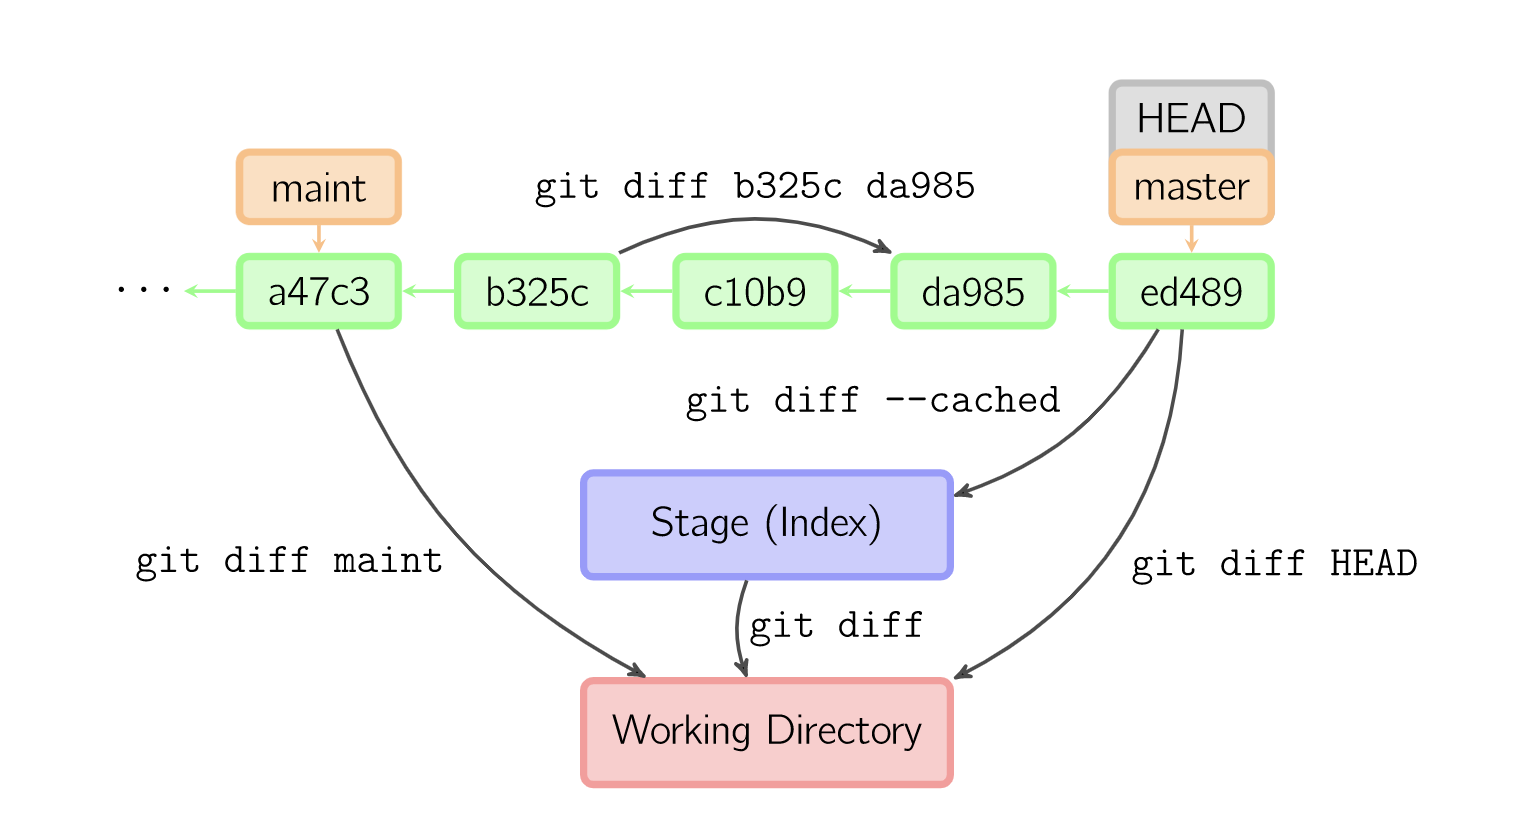 HEAD
maint
git diff b325c da985
master
...
a47c3
b325c
c10b9
da985
ed489
git diff --cached
Stage (Index)
git diff maint
git diff HEAD
git diff
Working Directory